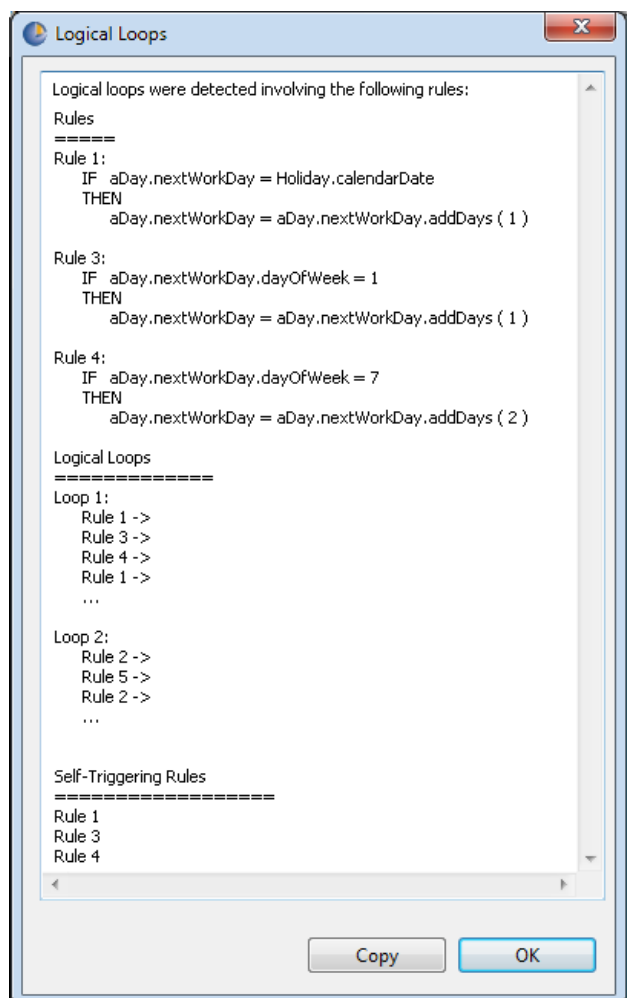 Logical Loops
Logical loops were detected involving the following rules:
Rules
=====
Rule 1:
IF aDay.nextWorkDay = Holiday.calendarDate
THEN
aDay.nextWorkDay = aDay.nextWorkDay.addDays ( 1 )
Rule 3:
IF aDay.nextWorkDay.dayOfWeek = 1
THEN
aDay.nextWorkDay = aDay.nextWorkDay.addDays ( 1 )
Rule 4:
IF aDay.nextWorkDay.dayOfWeek = 7
THEN
aDay.nextWorkDay = aDay.nextWorkDay.addDays ( 2 )
Logical Loops
=============
Loop 1:
Rule 1 ->
Rule 3 ->
Rule 4 ->
Rule 1 ->
...
Loop 2:
Rule 2 ->
Rule 5 ->
Rule 2 ->
...
Self-Triggering Rules
===================
Rule 1
Rule 3
Rule 4
Copy
OK